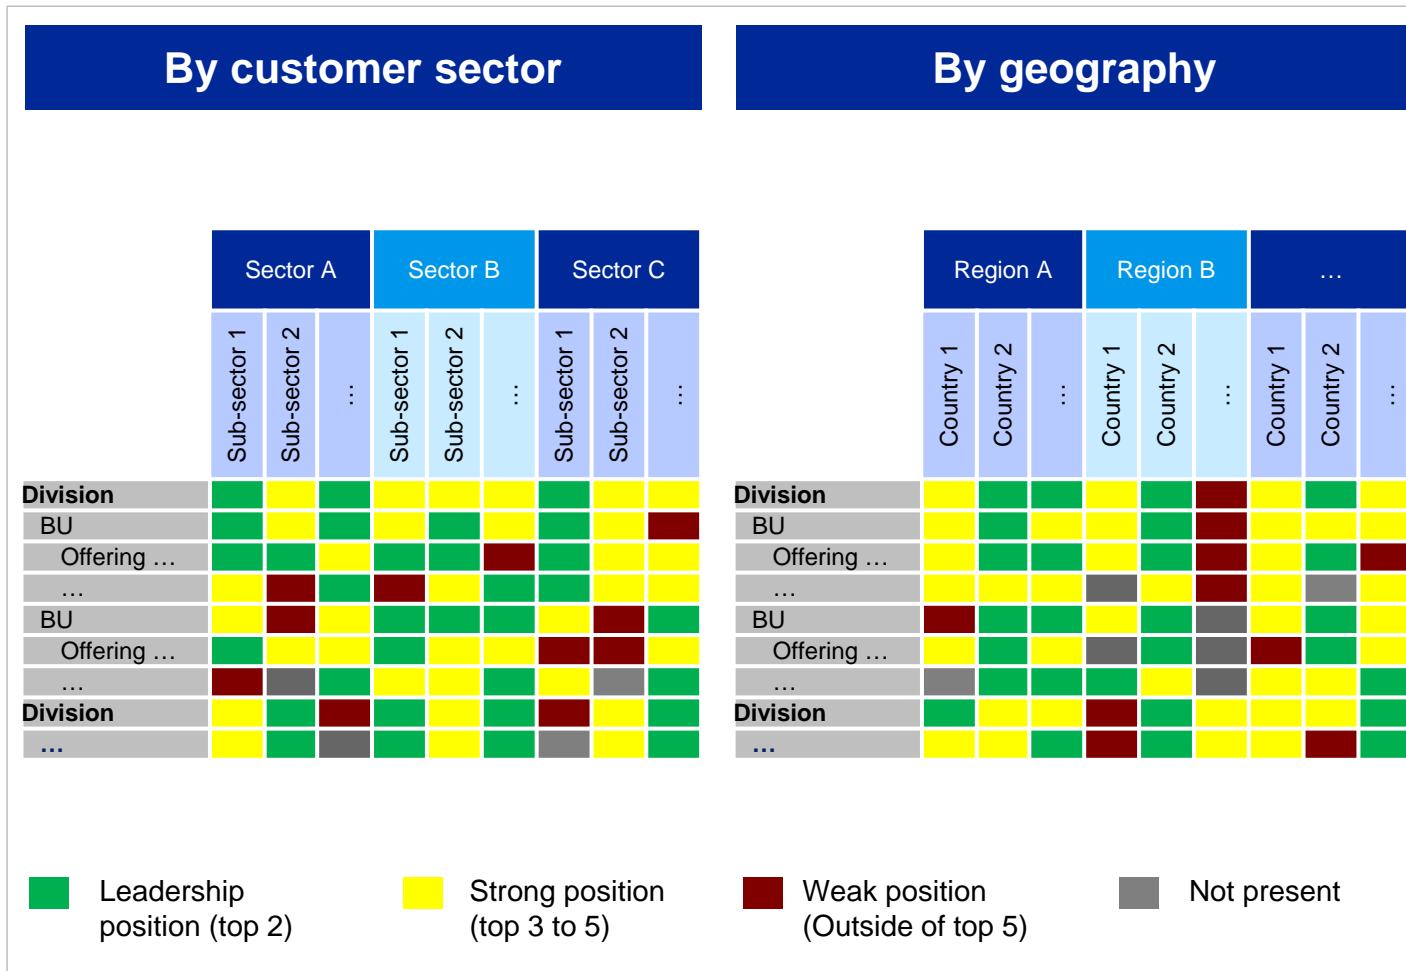 By customer sector
By geography
Sector A
Sector B
Sector C
Sub-sector 1
Sub-sector 2
…
Sub-sector 1
Sub-sector 2
…
Sub-sector 1
Sub-sector 2
…
Division
BU
Offering …
…
BU
Offering …
…
Division
…
Region A
Region B
…
Country 1
Country 2
…
Country 1
Country 2
…
Country 1
Country 2
…
Division
BU
Offering …
…
BU
Offering …
…
Division
…
Leadership
position (top 2)
Strong position
(top 3 to 5)
Weak position
(Outside of top 5)
Not present